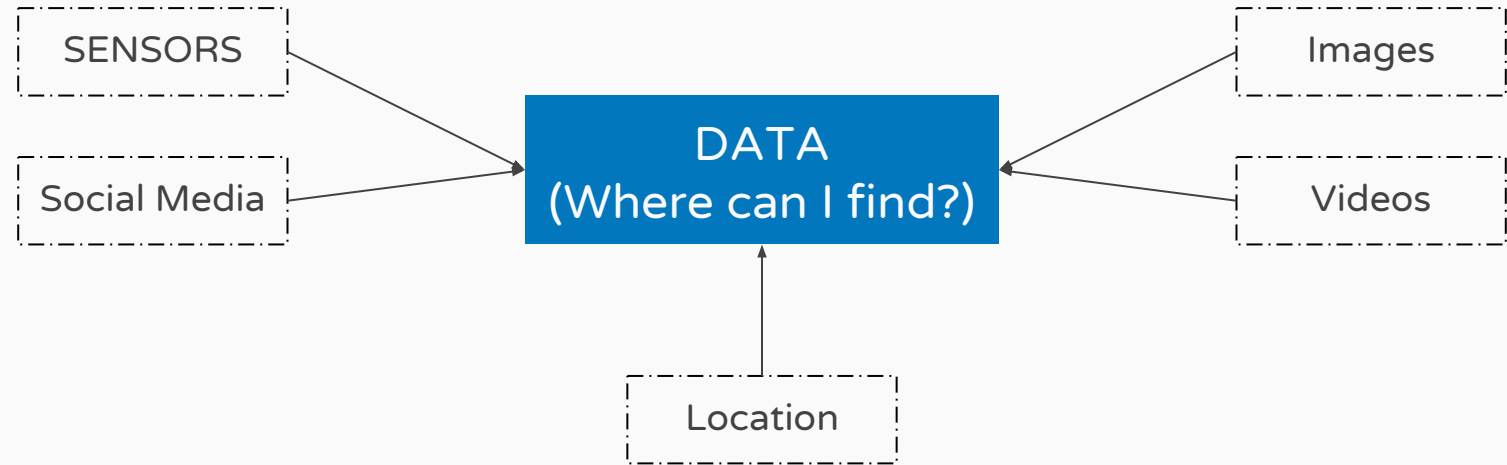 SENSORS
Images
DATA
(Where can I find?)
Social Media
Videos
Location